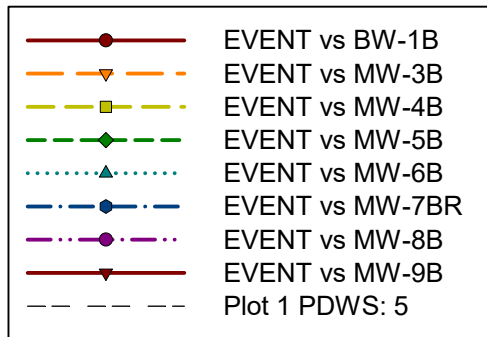 EVENT vs BW-1B
EVENT vs MW-3B
EVENT vs MW-4B
EVENT vs MW-5B
EVENT vs MW-6B
EVENT vs MW-7BR
EVENT vs MW-8B
EVENT vs MW-9B
Plot 1 PDWS: 5